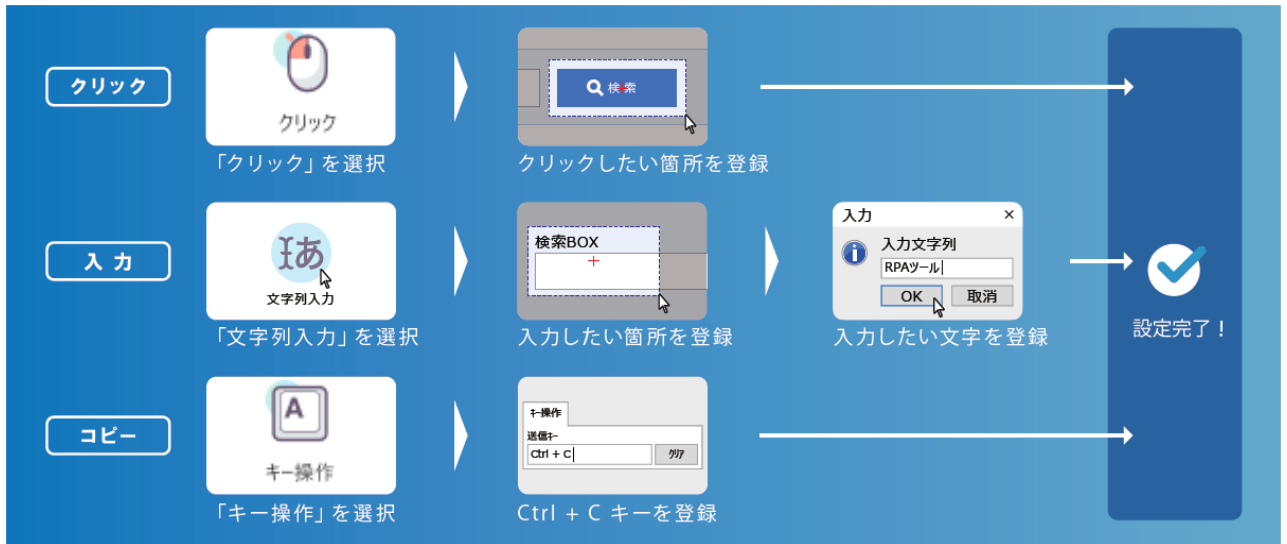 クリック
クリック
「クリック」を選択
検索
クリックしたい箇所を登録
入力
あ
文字列入力
「文字列入力」を選択
検索BOX
入力したい箇所を登録
入力 ×
入力文字列
RPAツール
OK 取消
入力したい文字を登録
設定完了!
コピー
A
キー操作
「キー操作」を選択
キー操作
送信キー
Ctrl + C クリア
Ctrl + C キーを登録